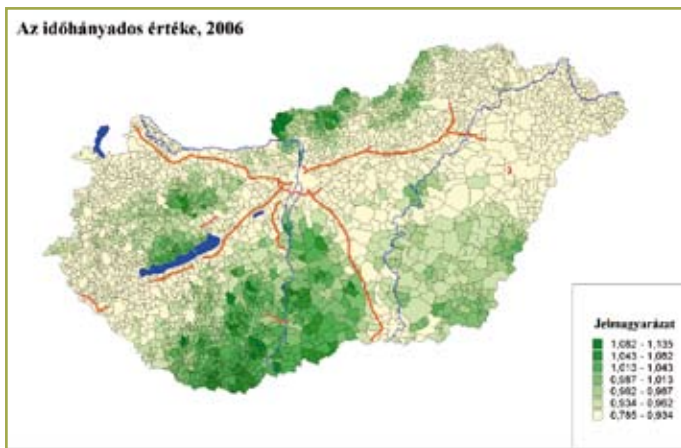 Az időhányados értéke, 2006
Jelmagyarázat
1,082 - 1,135
1,043 - 1,082
1,013 - 1,043
0,987 - 1,013
0,962 - 0,987
0,934 - 0,962
0,785 - 0,934